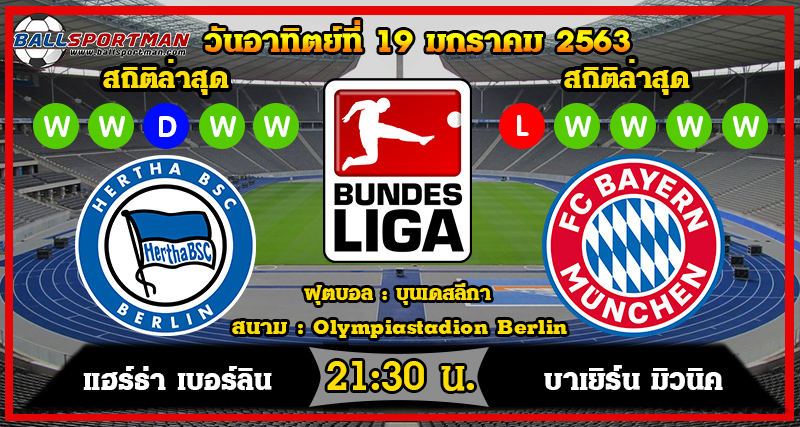 BALLSPORTMAN
www.ballsportman.com
วันอาทิตย์ที่ 19 มกราคม 2563
สถิติล่าสุด
สถิติล่าสุด
W W D W W
L W W W W
HERTHA BSC
HerthaBSC
BERLIN
BUNDES
LIGA
FC BAYERN
MÜNCHEN
ฟุตบอล : บุนเดสลีกา
สนาม : Olympiastadion Berlin
แฮร์ธ่า เบอร์ลิน
21:30 น.
บาเยิร์น มิวนิค